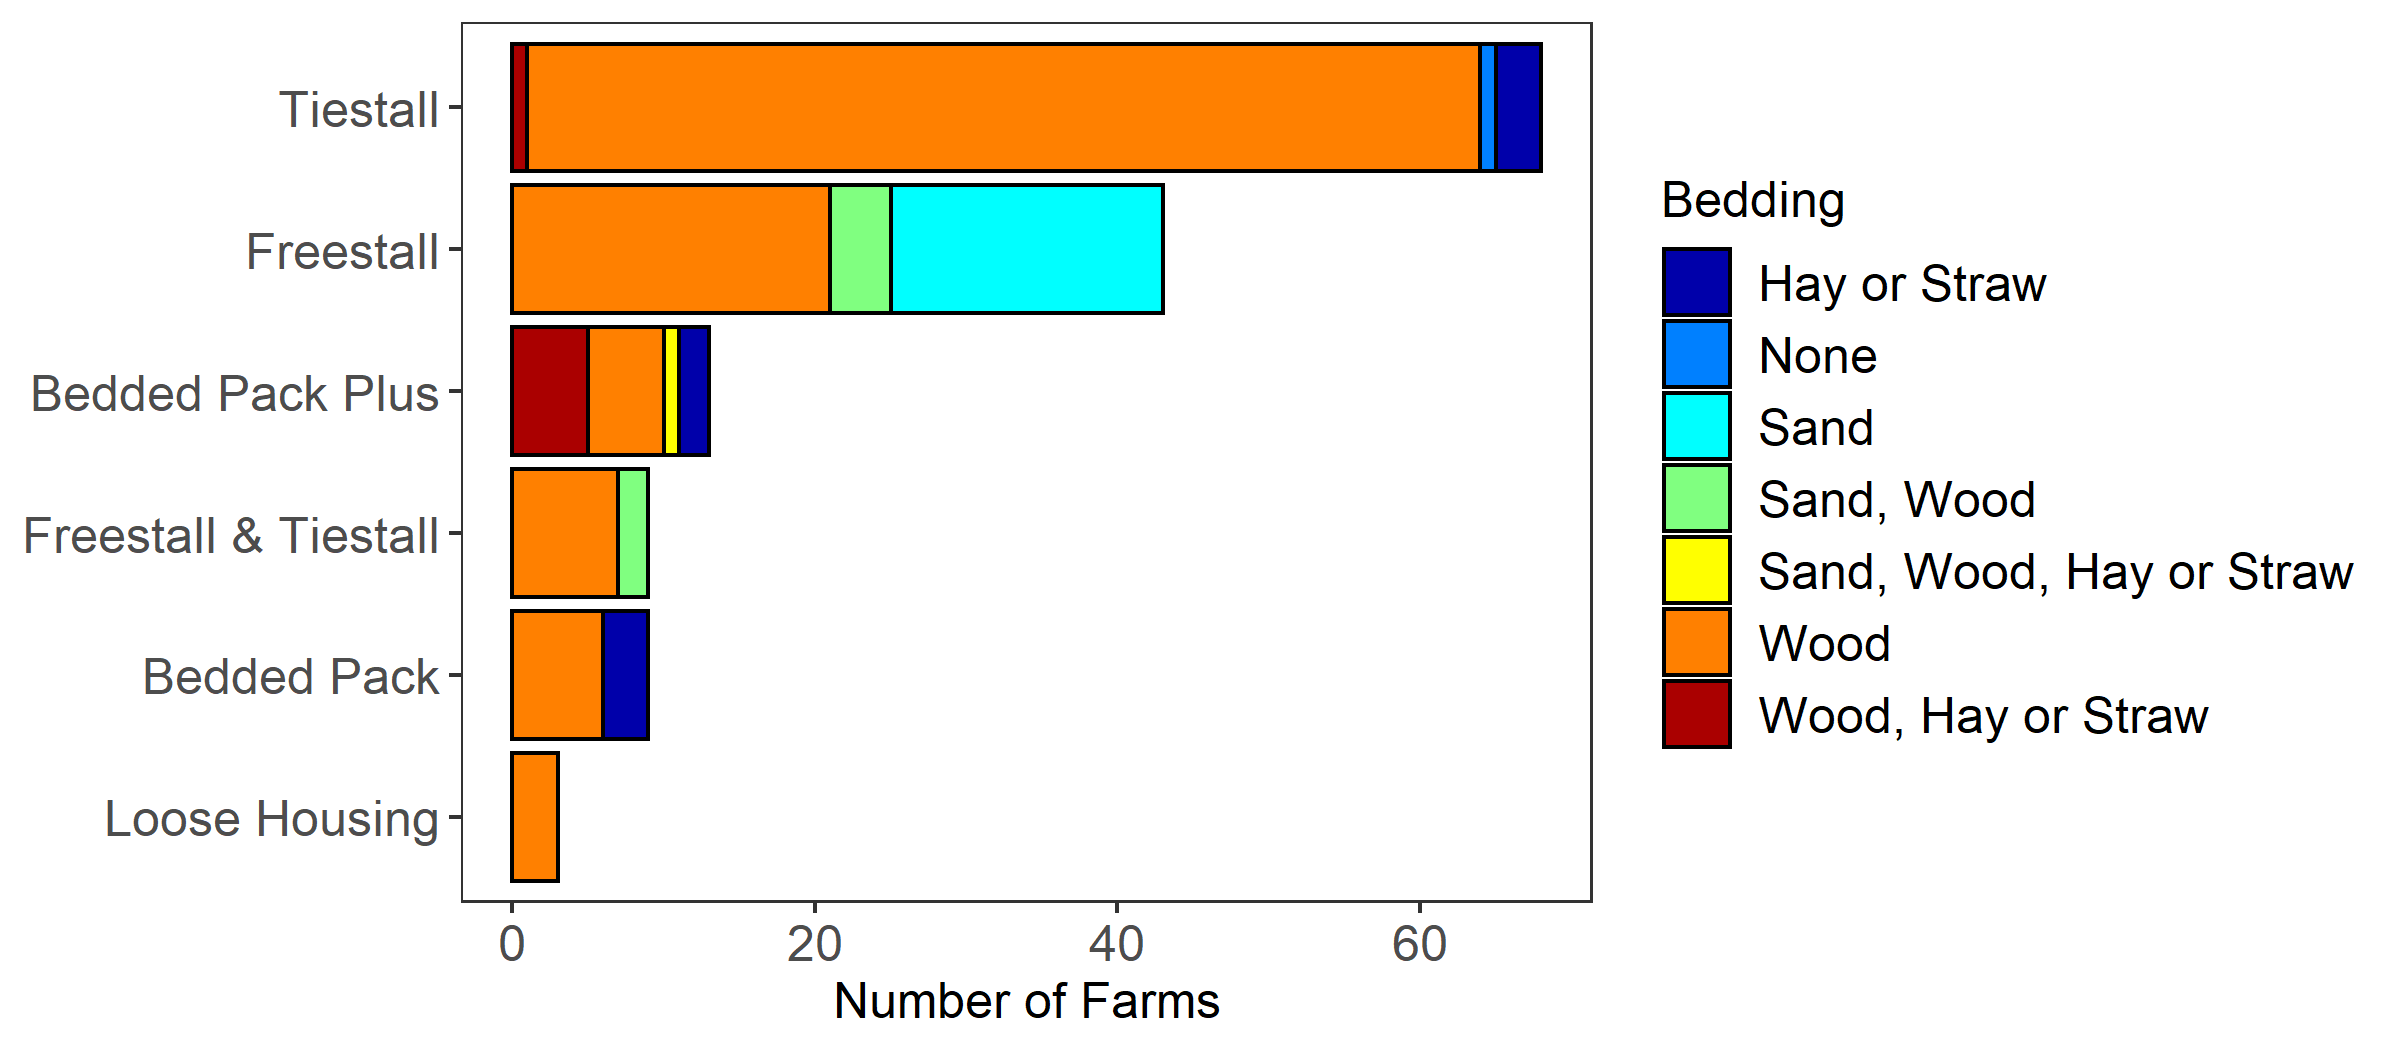 Tiestall
Freestall
Bedded Pack Plus
Freestall & Tiestall
Bedded Pack
Loose Housing
0 20 40 60
Number of Farms
Bedding
Hay or Straw
None
Sand
Sand, Wood
Sand, Wood, Hay or Straw
Wood
Wood, Hay or Straw